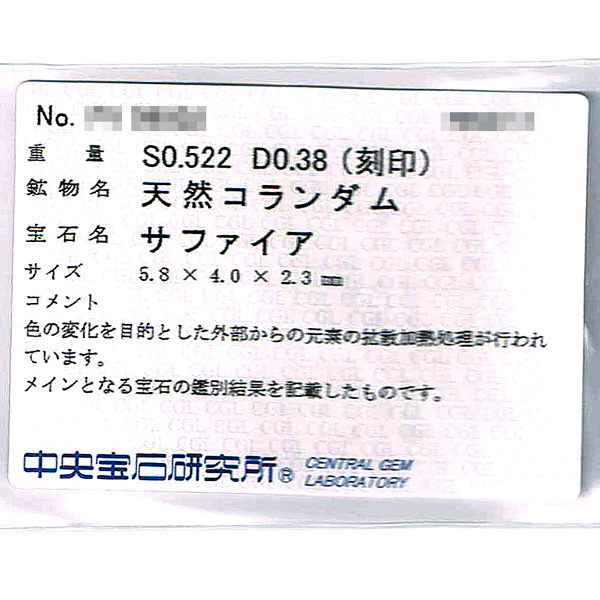 No.
重量 S0.522 D0.38（刻印）
鉱物名 天然コランダム
宝石名 サファイア
サイズ 5.8 × 4.0 × 2.3 mm
コメント
色の変化を目的とした外部からの元素の拡散加熱処理が行われ
ています。
メインとなる宝石の鑑別結果を記載したものです。
中央宝石研究所® CENTRAL GEM
LABORATORY